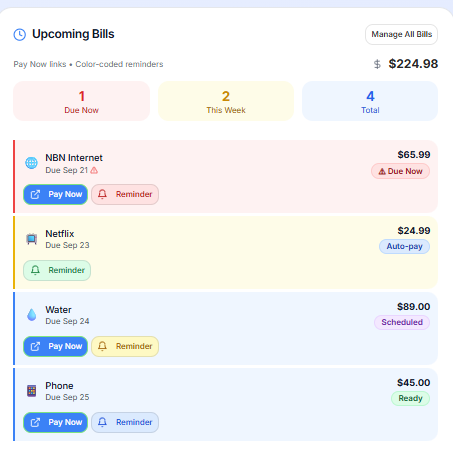 Upcoming Bills
Manage All Bills
Pay Now links • Color-coded reminders
$ $224.98
1
Due Now
2
This Week
4
Total
NBN Internet
$65.99
Due Sep 21
Due Now
Pay Now
Reminder
Netflix
$24.99
Due Sep 23
Auto-pay
Reminder
Water
$89.00
Due Sep 24
Scheduled
Pay Now
Reminder
Phone
$45.00
Due Sep 25
Ready
Pay Now
Reminder